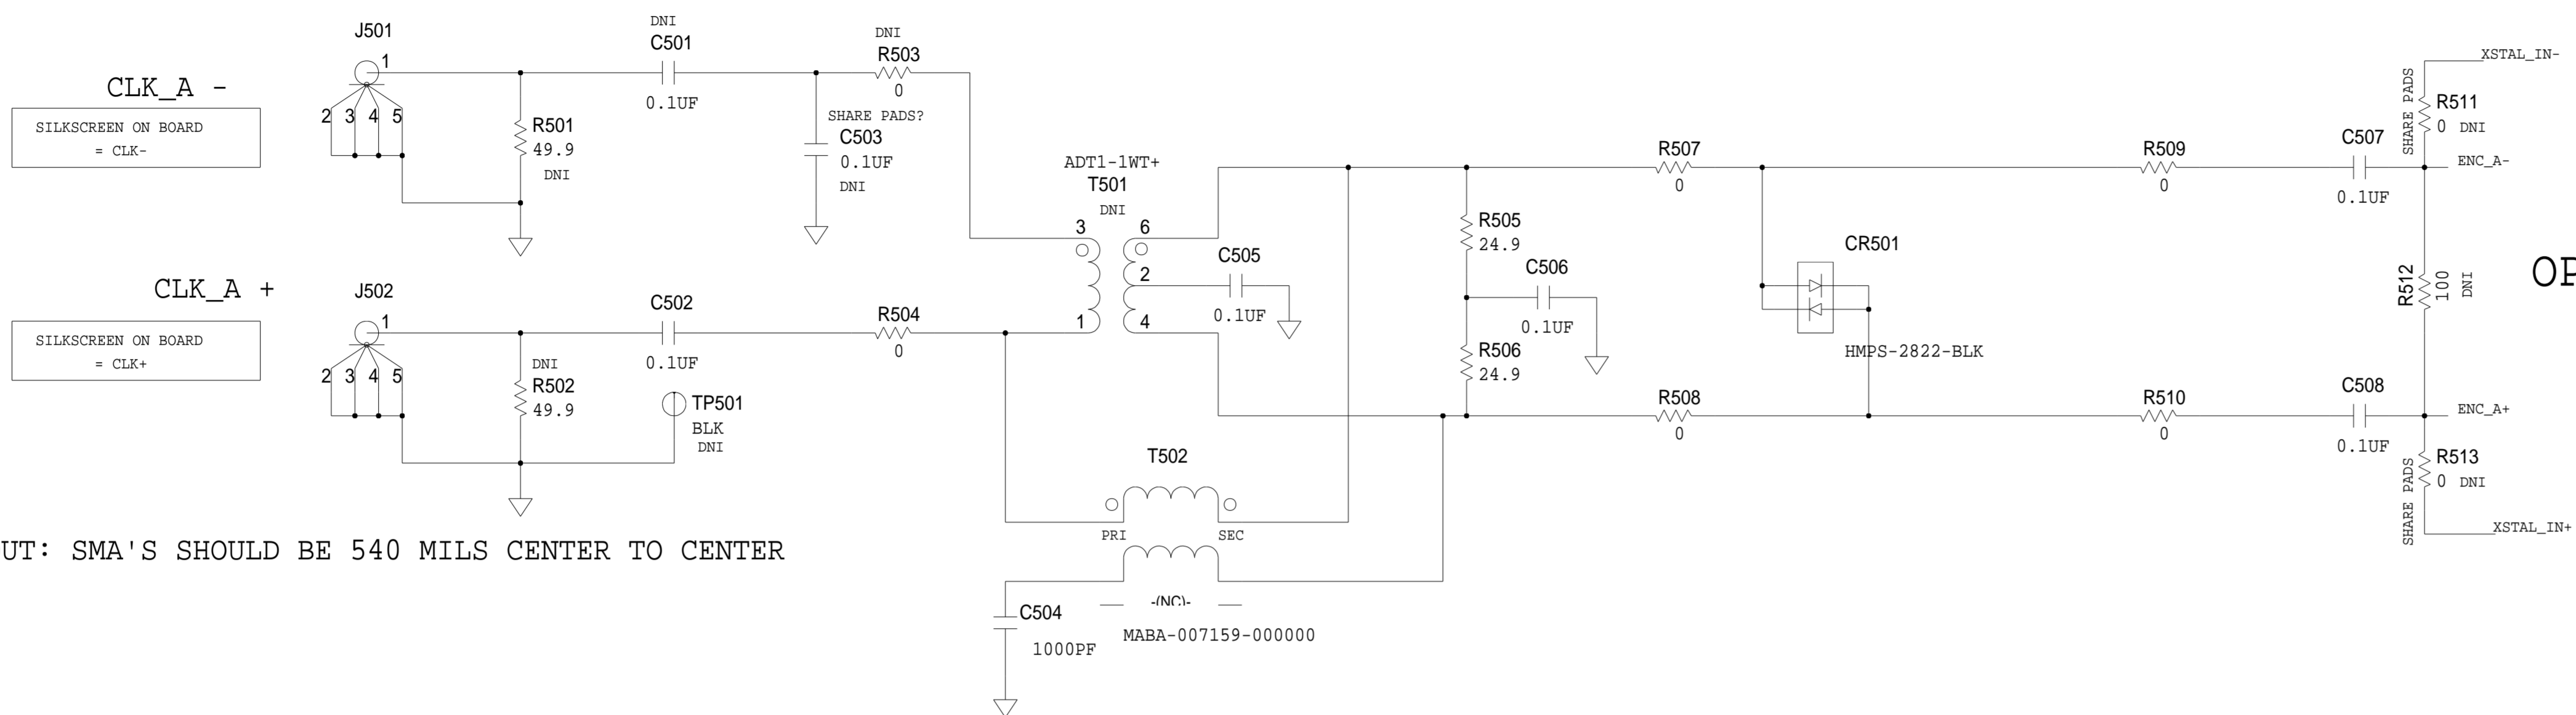 J501
1
CLK_A -
SILKSCREEN ON BOARD
= CLK-
2 3 4 5
R501
49.9
DNI
DNI
C501
0.1UF
DNI
R503
0
SHARE PADS?
C503
0.1UF
DNI
CLK_A +
SILKSCREEN ON BOARD
= CLK+
J502
1
2 3 4 5
DNI
R502
49.9
C502
0.1UF
TP501
BLK
DNI
R504
0
ADT1-1WT+
T501
DNI
3
1
6
2
4
C505
0.1UF
R505
24.9
C506
0.1UF
R506
24.9
R507
0
R508
0
CR501
HMPS-2822-BLK
R509
0
R510
0
C507
0.1UF
C508
0.1UF
XSTAL_IN-
SHARE PADS
R511
0 DNI
ENC_A-
R512
100
DNI
OP
ENC_A+
SHARE PADS
R513
0 DNI
XSTAL_IN+
T502
PRI
SEC
-(NC)-
MABA-007159-000000
C504
1000PF
UT: SMA'S SHOULD BE 540 MILS CENTER TO CENTER